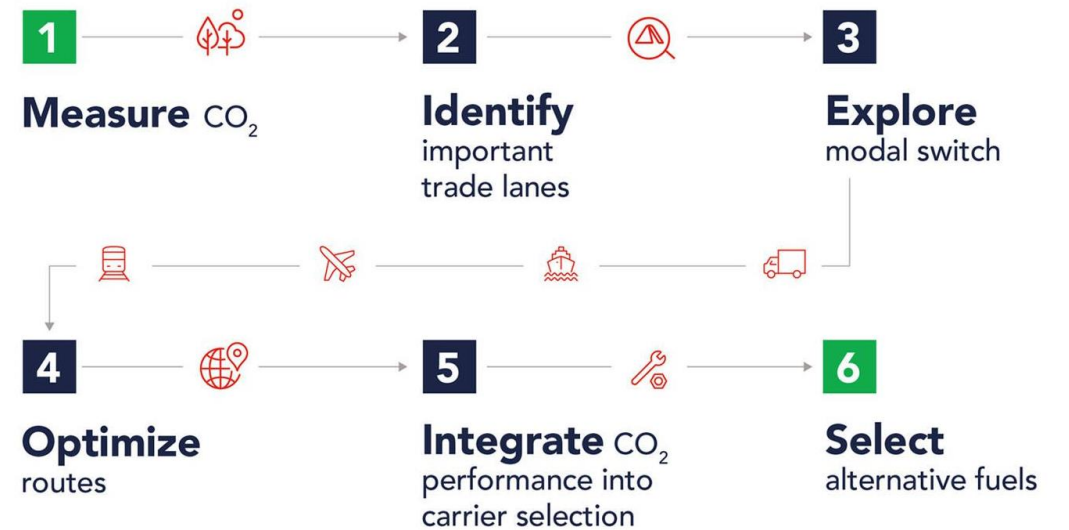 1
2
3
Measure CO₂
Identify
important
trade lanes
Explore
modal switch
4
5
6
Optimize
routes
Integrate CO₂
performance into
carrier selection
Select
alternative fuels